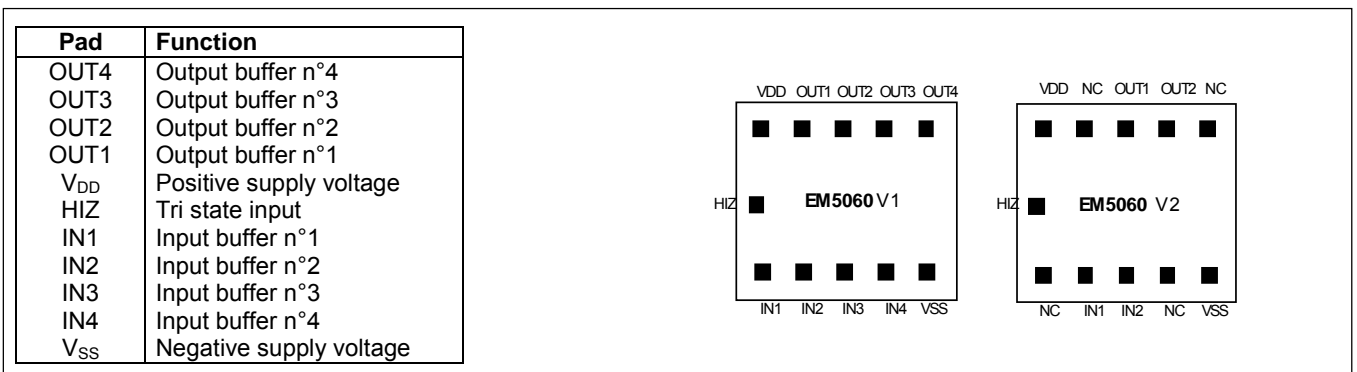 Pad Function
OUT4 Output buffer n°4
OUT3 Output buffer n°3
OUT2 Output buffer n°2
OUT1 Output buffer n°1
VDD Positive supply voltage
HIZ Tri state input
IN1 Input buffer n°1
IN2 Input buffer n°2
IN3 Input buffer n°3
IN4 Input buffer n°4
VSS Negative supply voltage
VDD OUT1 OUT2 OUT3 OUT4
HIZ EM5060 V1
IN1 IN2 IN3 IN4 VSS
VDD NC OUT1 OUT2 NC
HIZ EM5060 V2
NC IN1 IN2 NC VSS